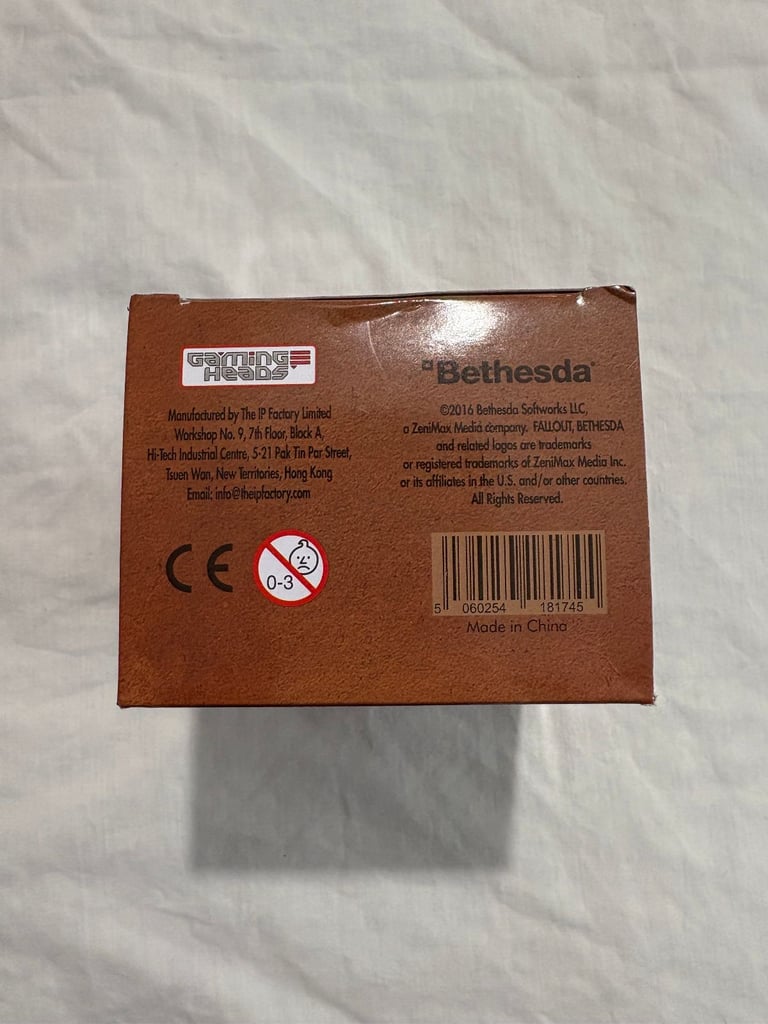 GAMING HEADS
Manufactured by The IP Factory Limited
Workshop No. 9, 7th Floor, Block A,
Hi-Tech Industrial Centre, 5-21 Pak Tin Par Street,
Tsuen Wan, New Territories, Hong Kong
Email: info@theipfactory.com
CE
0-3
Bethesda®
©2016 Bethesda Softworks LLC,
a ZeniMax Media company. FALLOUT, BETHESDA
and related logos are trademarks
or registered trademarks of ZeniMax Media Inc.
or its affiliates in the U.S. and/or other countries.
All Rights Reserved.
5 060254 181745
Made in China